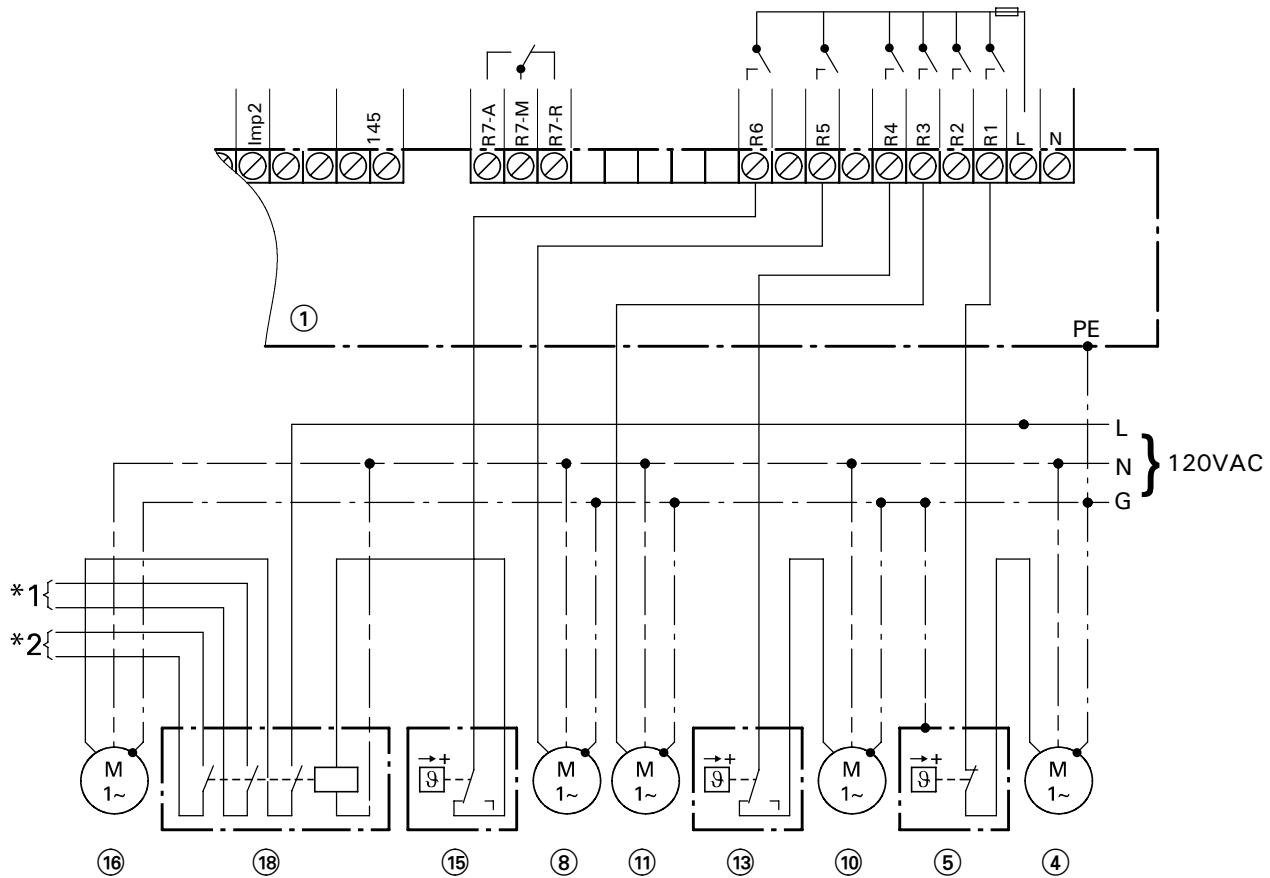 Imp2
145
R7-A
R7-M
R7-R
R6
R5
R4
R3
R2
R1
L
N
①
PE
L
N
G
} 120VAC
*1{
*2{
M
1~
→+
ϑ
M
1~
M
1~
→+
ϑ
M
1~
→+
ϑ
M
1~
⑯ ⑱ ⑮ ⑧ ⑪ ⑬ ⑩ ⑤ ④